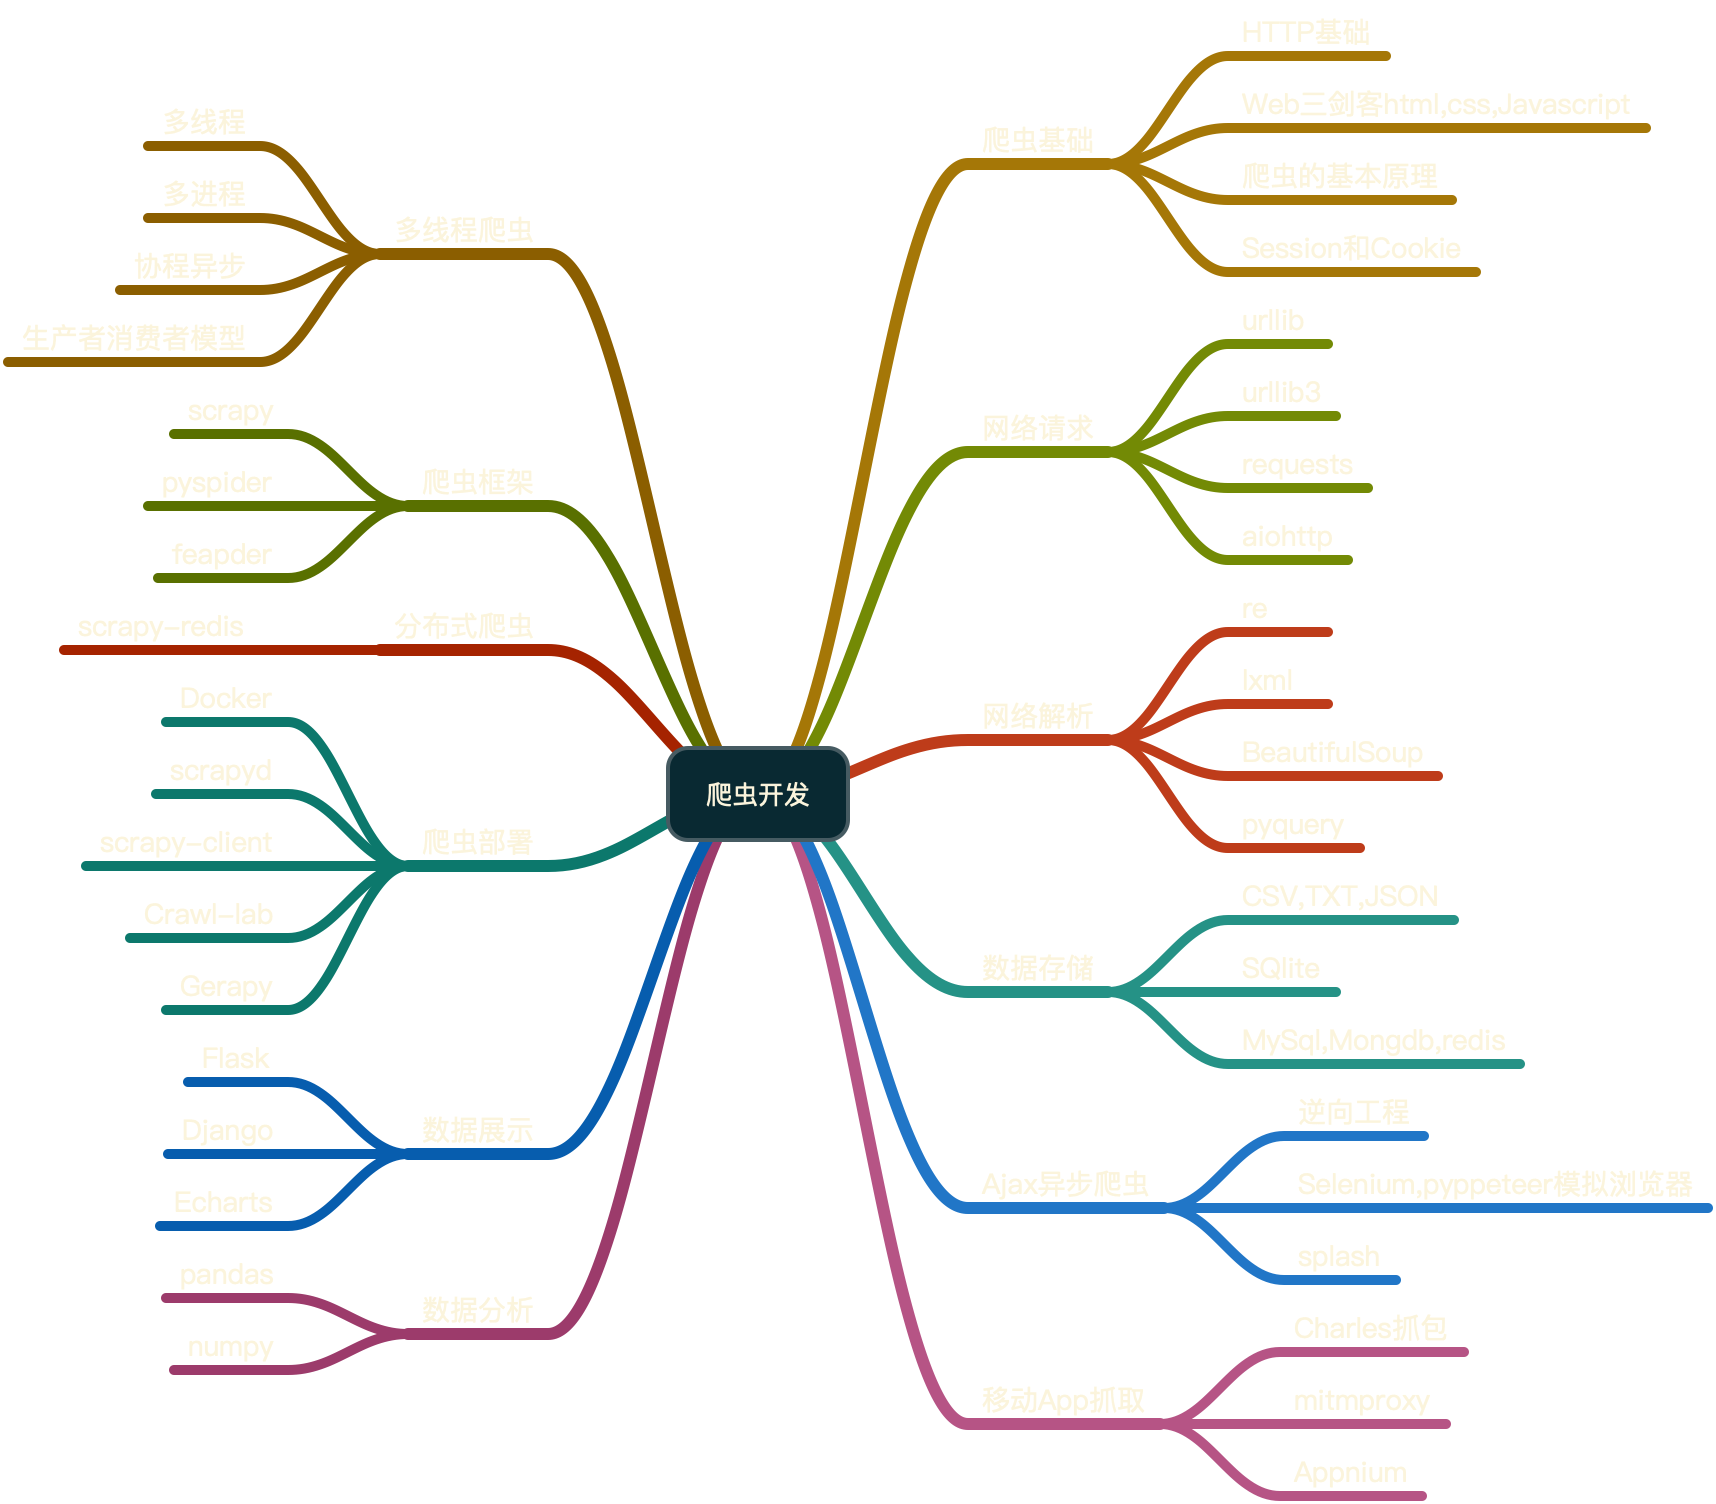 爬虫开发
爬虫基础
HTTP基础
Web三剑客html,css,Javascript
爬虫的基本原理
Session和Cookie
网络请求
urllib
urllib3
requests
aiohttp
网络解析
re
lxml
BeautifulSoup
pyquery
数据存储
CSV,TXT,JSON
SQlite
MySql,Mongdb,redis
Ajax异步爬虫
逆向工程
Selenium,pyppeteer模拟浏览器
splash
移动App抓取
Charles抓包
mitmproxy
Appnium
多线程爬虫
多线程
多进程
协程异步
生产者消费者模型
爬虫框架
scrapy
pyspider
feapder
分布式爬虫
scrapy-redis
爬虫部署
Docker
scrapyd
scrapy-client
Crawl-lab
Gerapy
数据展示
Flask
Django
Echarts
数据分析
pandas
numpy